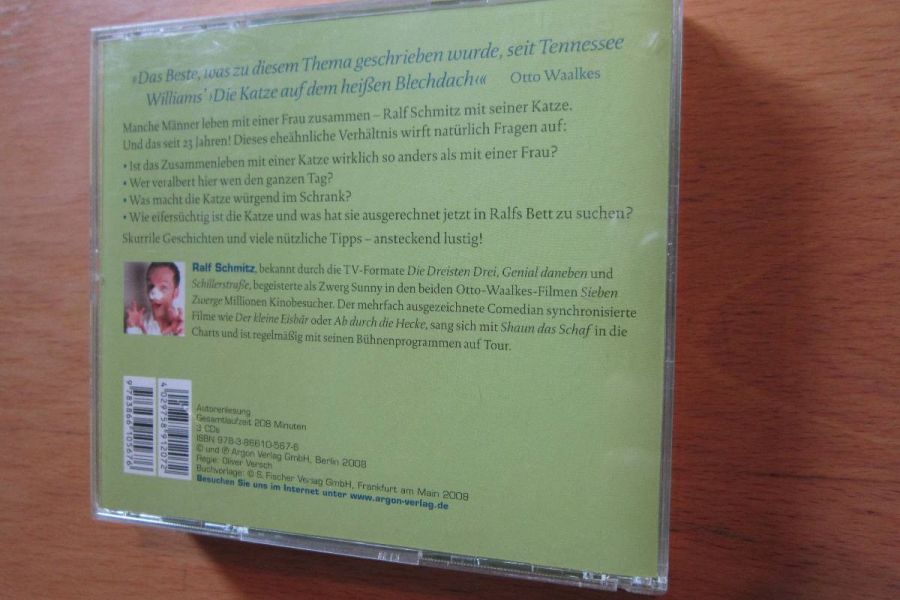 »Das Beste, was zu diesem Thema geschrieben wurde, seit Tennessee
Williams' ›Die Katze auf dem heißen Blechdach‹« Otto Waalkes
Manche Männer leben mit einer Frau zusammen – Ralf Schmitz mit seiner Katze.
Und das seit 23 Jahren! Dieses eheähnliche Verhältnis wirft natürlich Fragen auf:
• Ist das Zusammenleben mit einer Katze wirklich so anders als mit einer Frau?
• Wer veralbert hier wen den ganzen Tag?
• Was macht die Katze würgend im Schrank?
• Wie eifersüchtig ist die Katze und was hat sie ausgerechnet jetzt in Ralfs Bett zu suchen?
Skurrile Geschichten und viele nützliche Tipps – ansteckend lustig!
Ralf Schmitz, bekannt durch die TV-Formate Die Dreisten Drei, Genial daneben und
Schillerstraße, begeisterte als Zwerg Sunny in den beiden Otto-Waalkes-Filmen Sieben
Zwerge Millionen Kinobesucher. Der mehrfach ausgezeichnete Comedian synchronisierte
Filme wie Der kleine Eisbär oder Ab durch die Hecke, sang sich mit Shaun das Schaf in die
Charts und ist regelmäßig mit seinen Bühnenprogrammen auf Tour.
9 783866 105676
4 029758 912072
Autorenlesung
Gesamtlaufzeit 208 Minuten
3 CDs
ISBN 978-3-86610-567-6
© und ℗ Argon Verlag GmbH, Berlin 2008
Regie: Oliver Versch
Buchvorlage: © S. Fischer Verlag GmbH, Frankfurt am Main 2008
Besuchen Sie uns im Internet unter www.argon-verlag.de